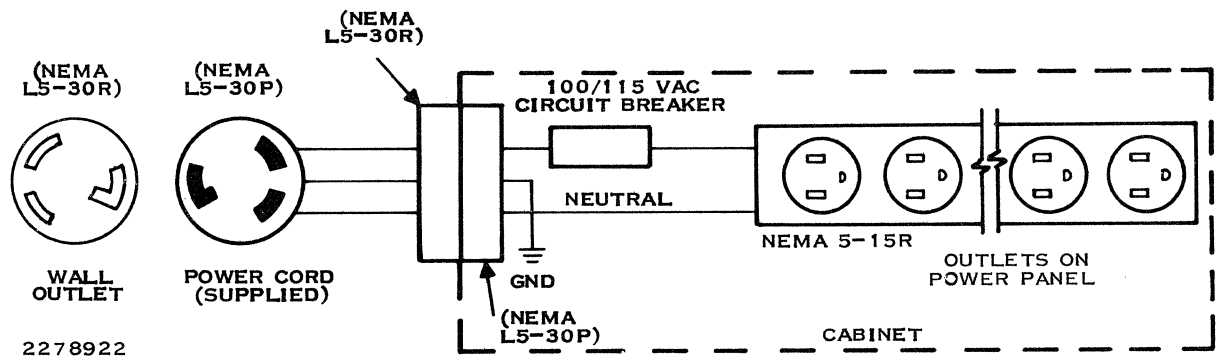 (NEMA
L5-30R)
(NEMA
L5-30R)
(NEMA
L5-30P)
100/115 VAC
CIRCUIT BREAKER
D
D
D
D
NEUTRAL
NEMA 5-15R
OUTLETS ON
POWER PANEL
WALL
OUTLET
POWER CORD
(SUPPLIED)
GND
(NEMA
L5-30P)
CABINET
2278922